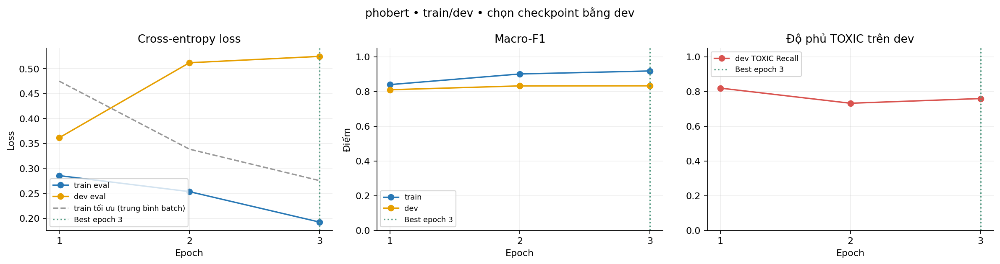 phobert • train/dev • chọn checkpoint bằng dev
Cross-entropy loss
Loss
0.50
0.45
0.40
0.35
0.30
0.25
0.20
train eval
dev eval
train tối ưu (trung bình batch)
Best epoch 3
1 2 3
Epoch
Macro-F1
Điểm
1.0
0.8
0.6
0.4
0.2
0.0
train
dev
Best epoch 3
1 2 3
Epoch
Độ phủ TOXIC trên dev
1.0
0.8
0.6
0.4
0.2
0.0
dev TOXIC Recall
Best epoch 3
1 2 3
Epoch